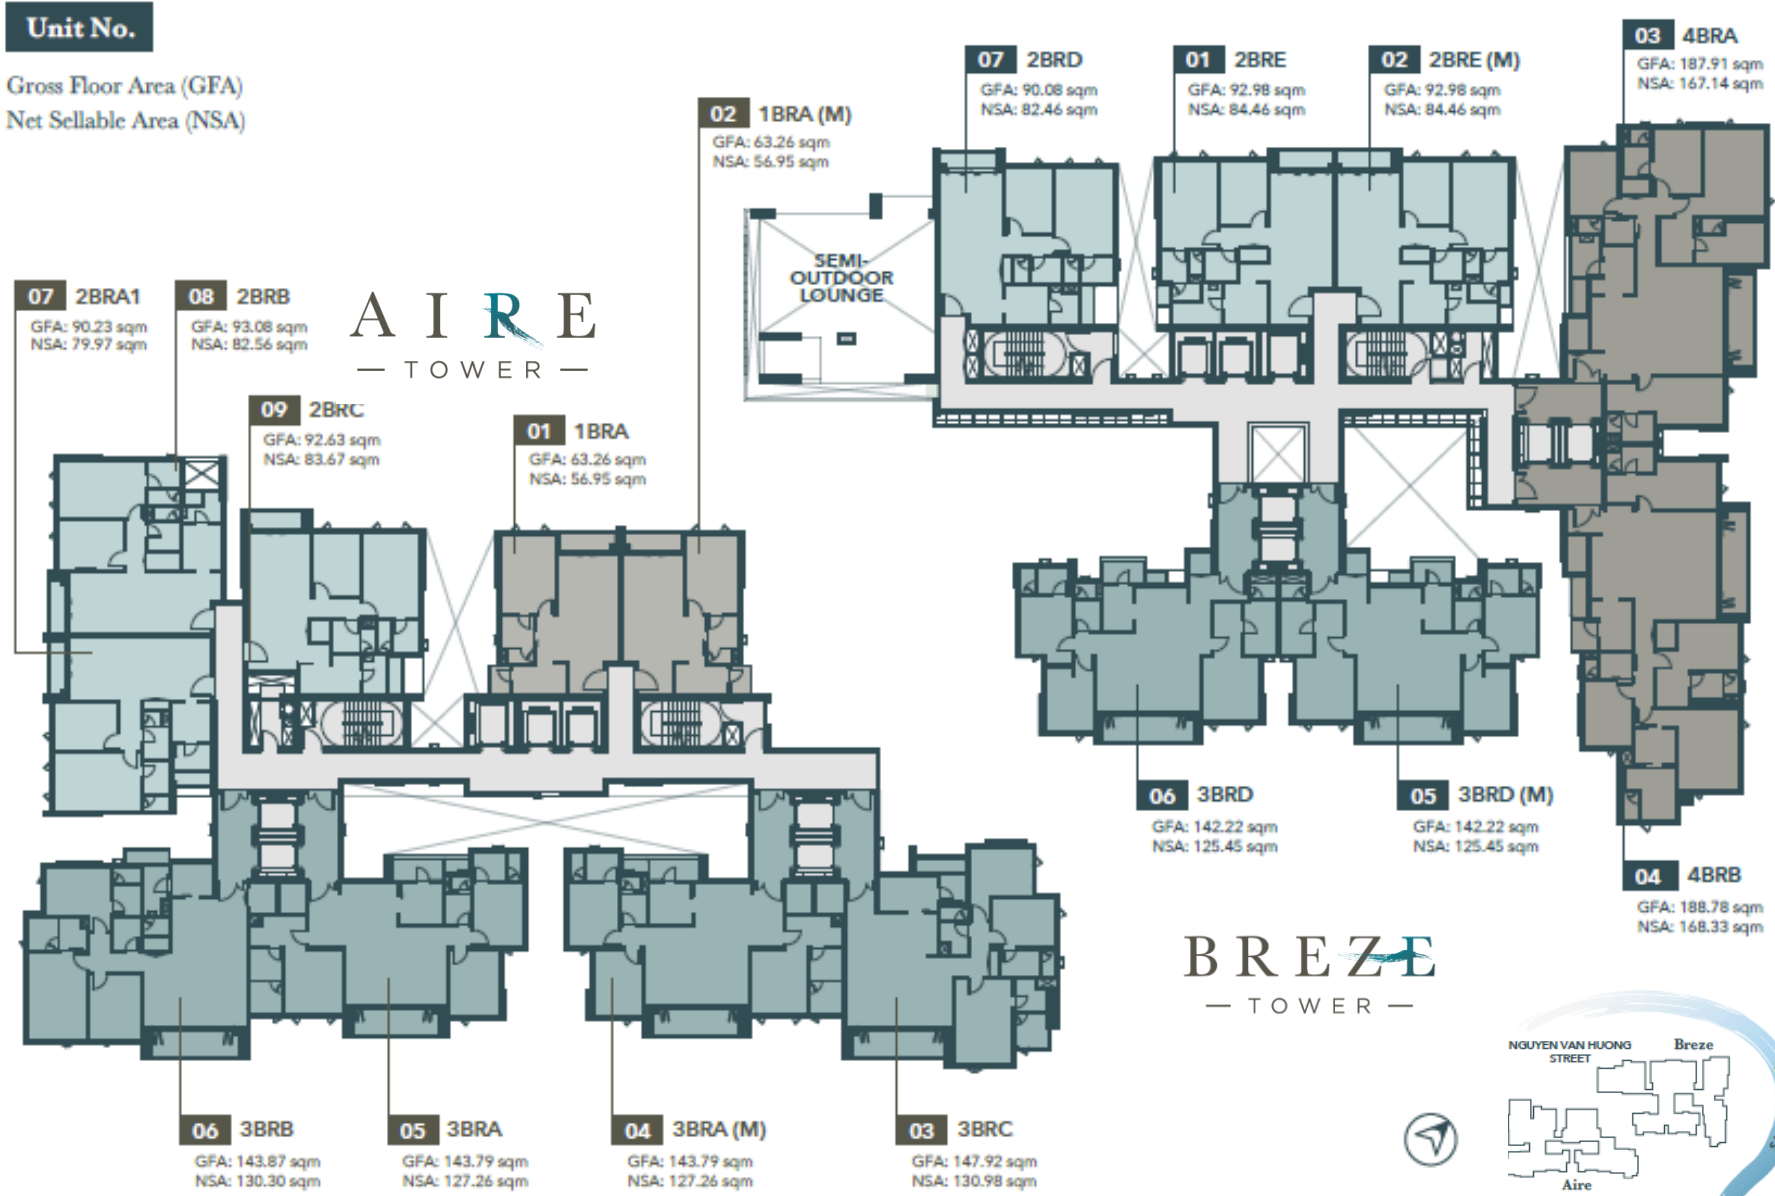 Unit No.
Gross Floor Area (GFA)
Net Sellable Area (NSA)
07 2BRD
GFA: 90.08 sqm
NSA: 82.46 sqm
01 2BRE
GFA: 92.98 sqm
NSA: 84.46 sqm
02 2BRE (M)
GFA: 92.98 sqm
NSA: 84.46 sqm
03 4BRA
GFA: 187.91 sqm
NSA: 167.14 sqm
02 1BRA (M)
GFA: 63.26 sqm
NSA: 56.95 sqm
SEMI-
OUTDOOR
LOUNGE
07 2BRA1
GFA: 90.23 sqm
NSA: 79.97 sqm
08 2BRB
GFA: 93.08 sqm
NSA: 82.56 sqm
AIRE
TOWER
09 2BRC
GFA: 92.63 sqm
NSA: 83.67 sqm
01 1BRA
GFA: 63.26 sqm
NSA: 56.95 sqm
06 3BRD
GFA: 142.22 sqm
NSA: 125.45 sqm
05 3BRD (M)
GFA: 142.22 sqm
NSA: 125.45 sqm
04 4BRB
GFA: 188.78 sqm
NSA: 168.33 sqm
BREZE
TOWER
06 3BRB
GFA: 143.87 sqm
NSA: 130.30 sqm
05 3BRA
GFA: 143.79 sqm
NSA: 127.26 sqm
04 3BRA (M)
GFA: 143.79 sqm
NSA: 127.26 sqm
03 3BRC
GFA: 147.92 sqm
NSA: 130.98 sqm
NGUYEN VAN HUONG
STREET
Breze
Aire